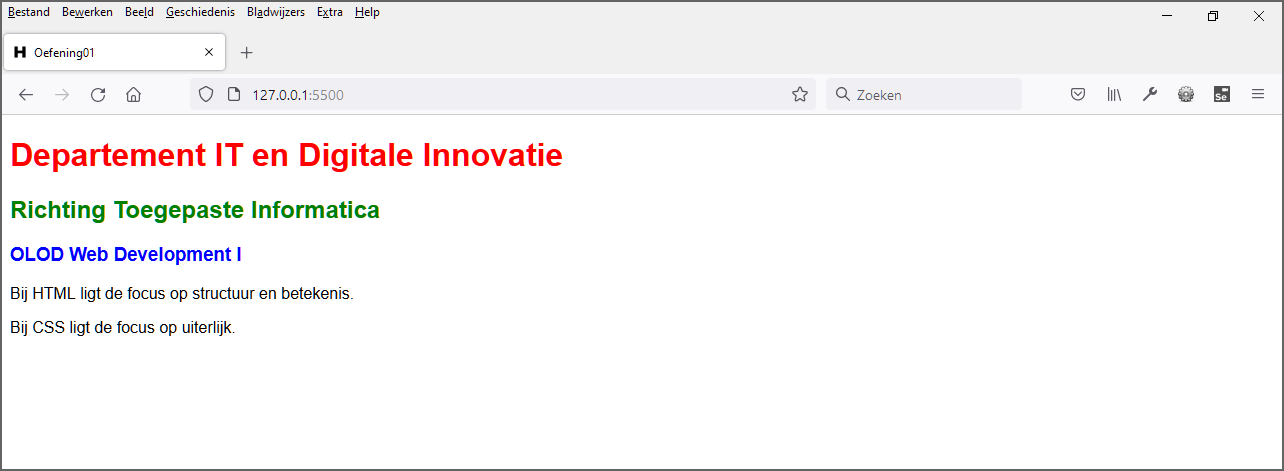 Bestand Bewerken Beeld Geschiedenis Bladwijzers Extra Help
H Oefening01
127.0.0.1:5500 Zoeken Se
Departement IT en Digitale Innovatie
Richting Toegepaste Informatica
OLOD Web Development I
Bij HTML ligt de focus op structuur en betekenis.
Bij CSS ligt de focus op uiterlijk.